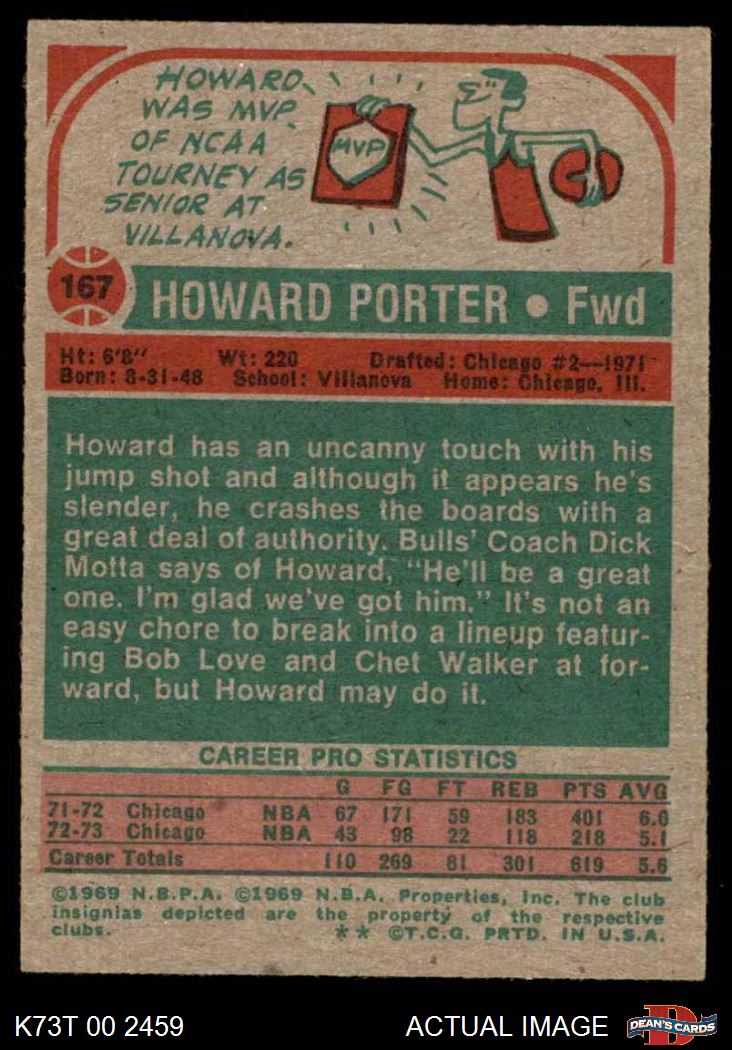 HOWARD
WAS MVP
OF NCAA
TOURNEY AS
SENIOR AT
VILLANOVA.
MVP
167
HOWARD PORTER • Fwd
Ht: 6'8" Wt: 220 Drafted: Chicago #2—1971
Born: 8-31-48 School: Villanova Home: Chicago, Ill.
Howard has an uncanny touch with his
jump shot and although it appears he's
slender, he crashes the boards with a
great deal of authority. Bulls' Coach Dick
Motta says of Howard, "He'll be a great
one. I'm glad we've got him." It's not an
easy chore to break into a lineup featur-
ing Bob Love and Chet Walker at for-
ward, but Howard may do it.
CAREER PRO STATISTICS
G FG FT REB PTS AVG
71-72 Chicago NBA 67 171 59 183 401 6.0
72-73 Chicago NBA 43 98 22 118 218 5.1
Career Totals 110 269 81 301 619 5.6
©1969 N.B.P.A. ©1969 N.B.A. Properties, Inc. The club
insignias depicted are the property of the respective
clubs. ** ©T.C.G. PRTD. IN U.S.A.
K73T 00 2459 ACTUAL IMAGE D DEAN'S CARDS